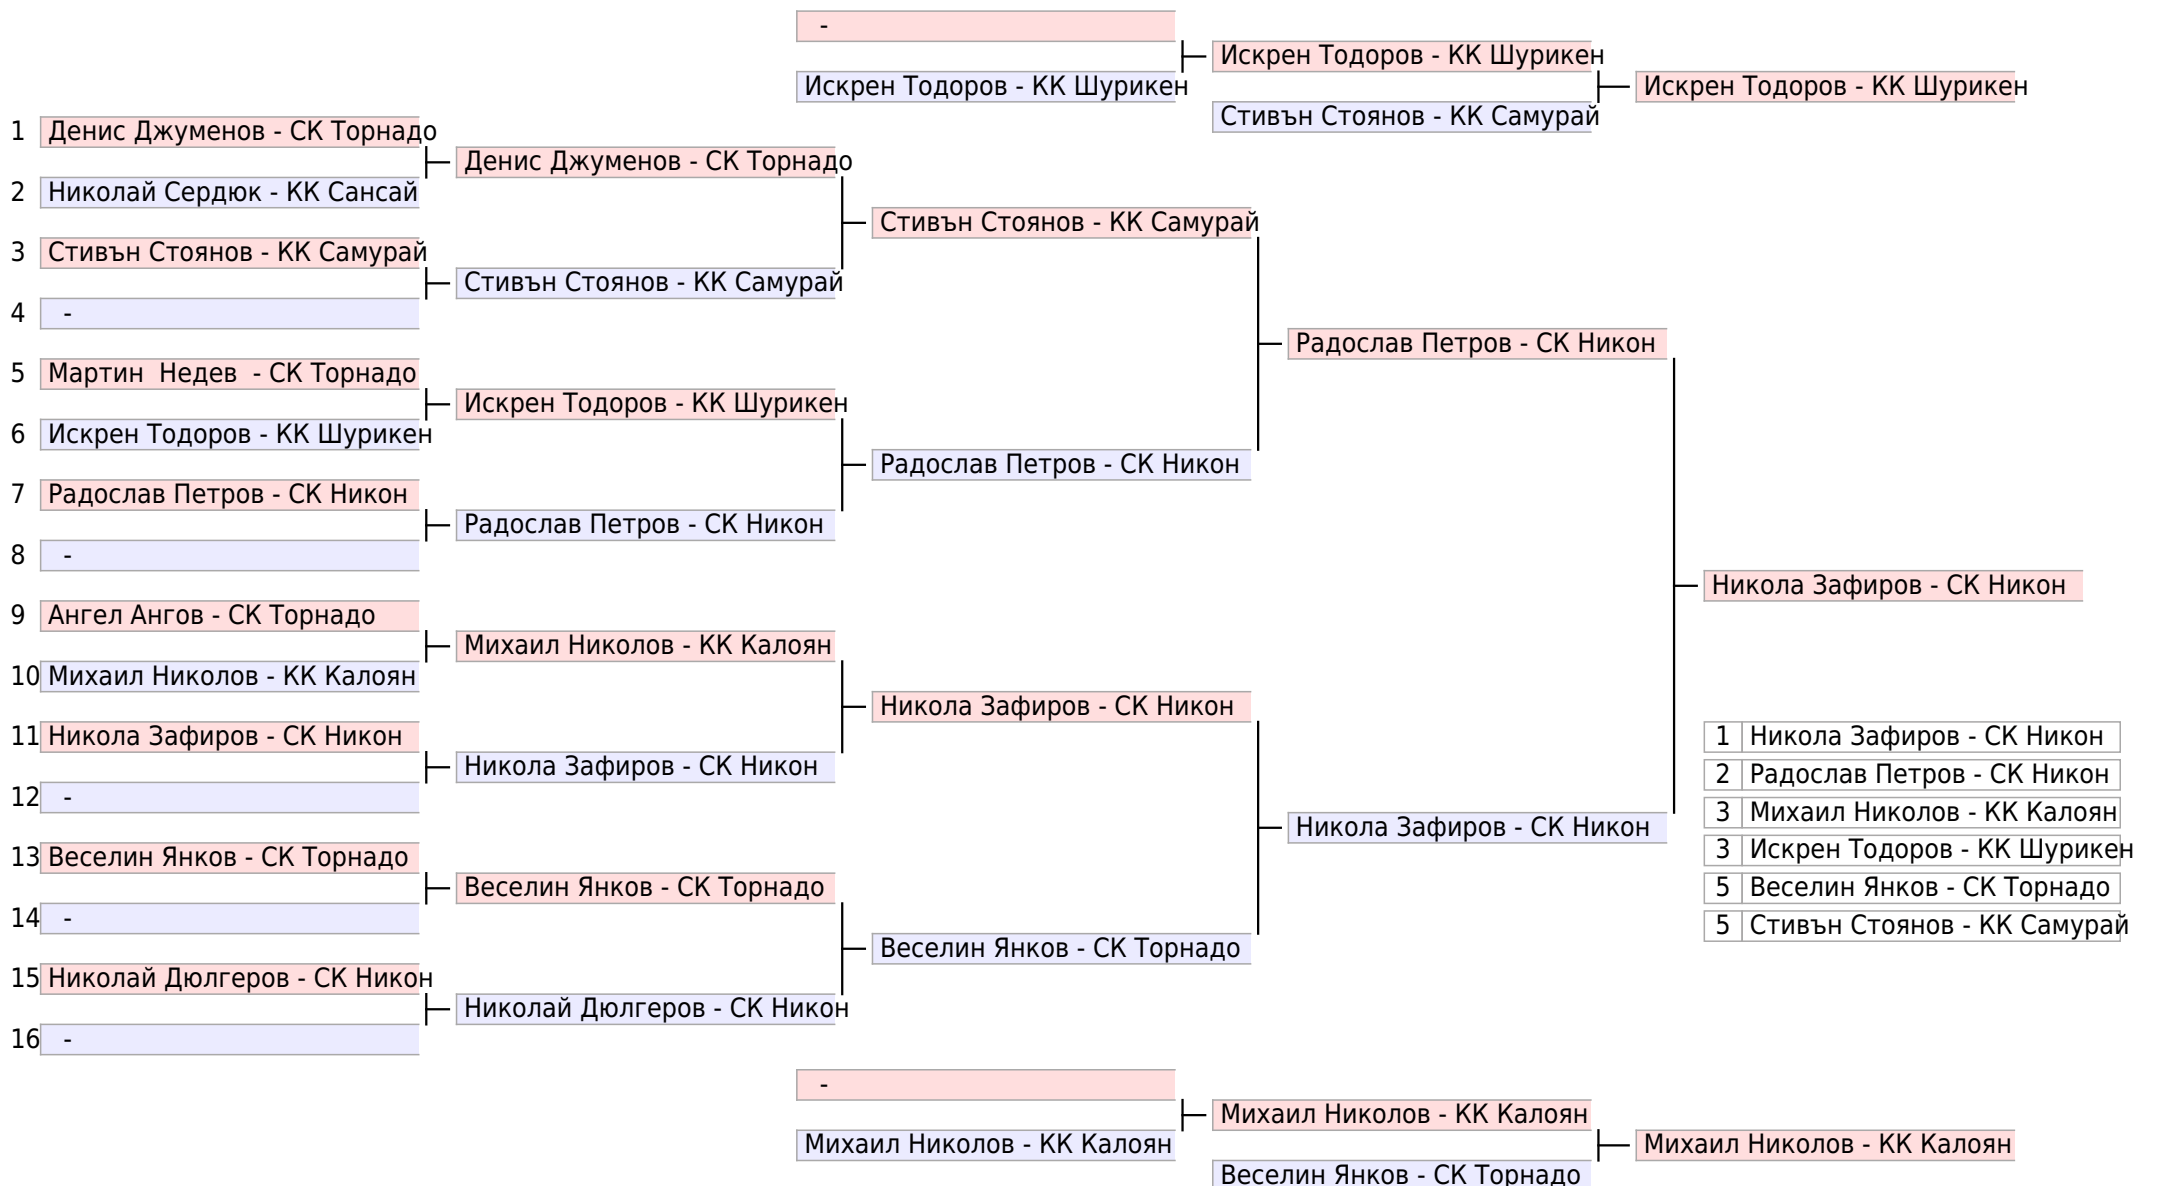 -
Искрен Тодоров - КК Шурикен
Искрен Тодоров - КК Шурикен
Искрен Тодоров - КК Шурикен
Стивън Стоянов - КК Самурай
1 Денис Джуменов - СК Торнадо
Денис Джуменов - СК Торнадо
2 Николай Сердюк - КК Сансай
Стивън Стоянов - КК Самурай
3 Стивън Стоянов - КК Самурай
Стивън Стоянов - КК Самурай
4 -
Радослав Петров - СК Никон
5 Мартин  Недев  - СК Торнадо
Искрен Тодоров - КК Шурикен
6 Искрен Тодоров - КК Шурикен
Радослав Петров - СК Никон
7 Радослав Петров - СК Никон
Радослав Петров - СК Никон
8 -
Никола Зафиров - СК Никон
9 Ангел Ангов - СК Торнадо
Михаил Николов - КК Калоян
10 Михаил Николов - КК Калоян
Никола Зафиров - СК Никон
11 Никола Зафиров - СК Никон
Никола Зафиров - СК Никон
12 -
Никола Зафиров - СК Никон
13 Веселин Янков - СК Торнадо
Веселин Янков - СК Торнадо
14 -
Веселин Янков - СК Торнадо
15 Николай Дюлгеров - СК Никон
Николай Дюлгеров - СК Никон
16 -
1 Никола Зафиров - СК Никон
2 Радослав Петров - СК Никон
3 Михаил Николов - КК Калоян
3 Искрен Тодоров - КК Шурикен
5 Веселин Янков - СК Торнадо
5 Стивън Стоянов - КК Самурай
-
Михаил Николов - КК Калоян
Михаил Николов - КК Калоян
Михаил Николов - КК Калоян
Веселин Янков - СК Торнадо